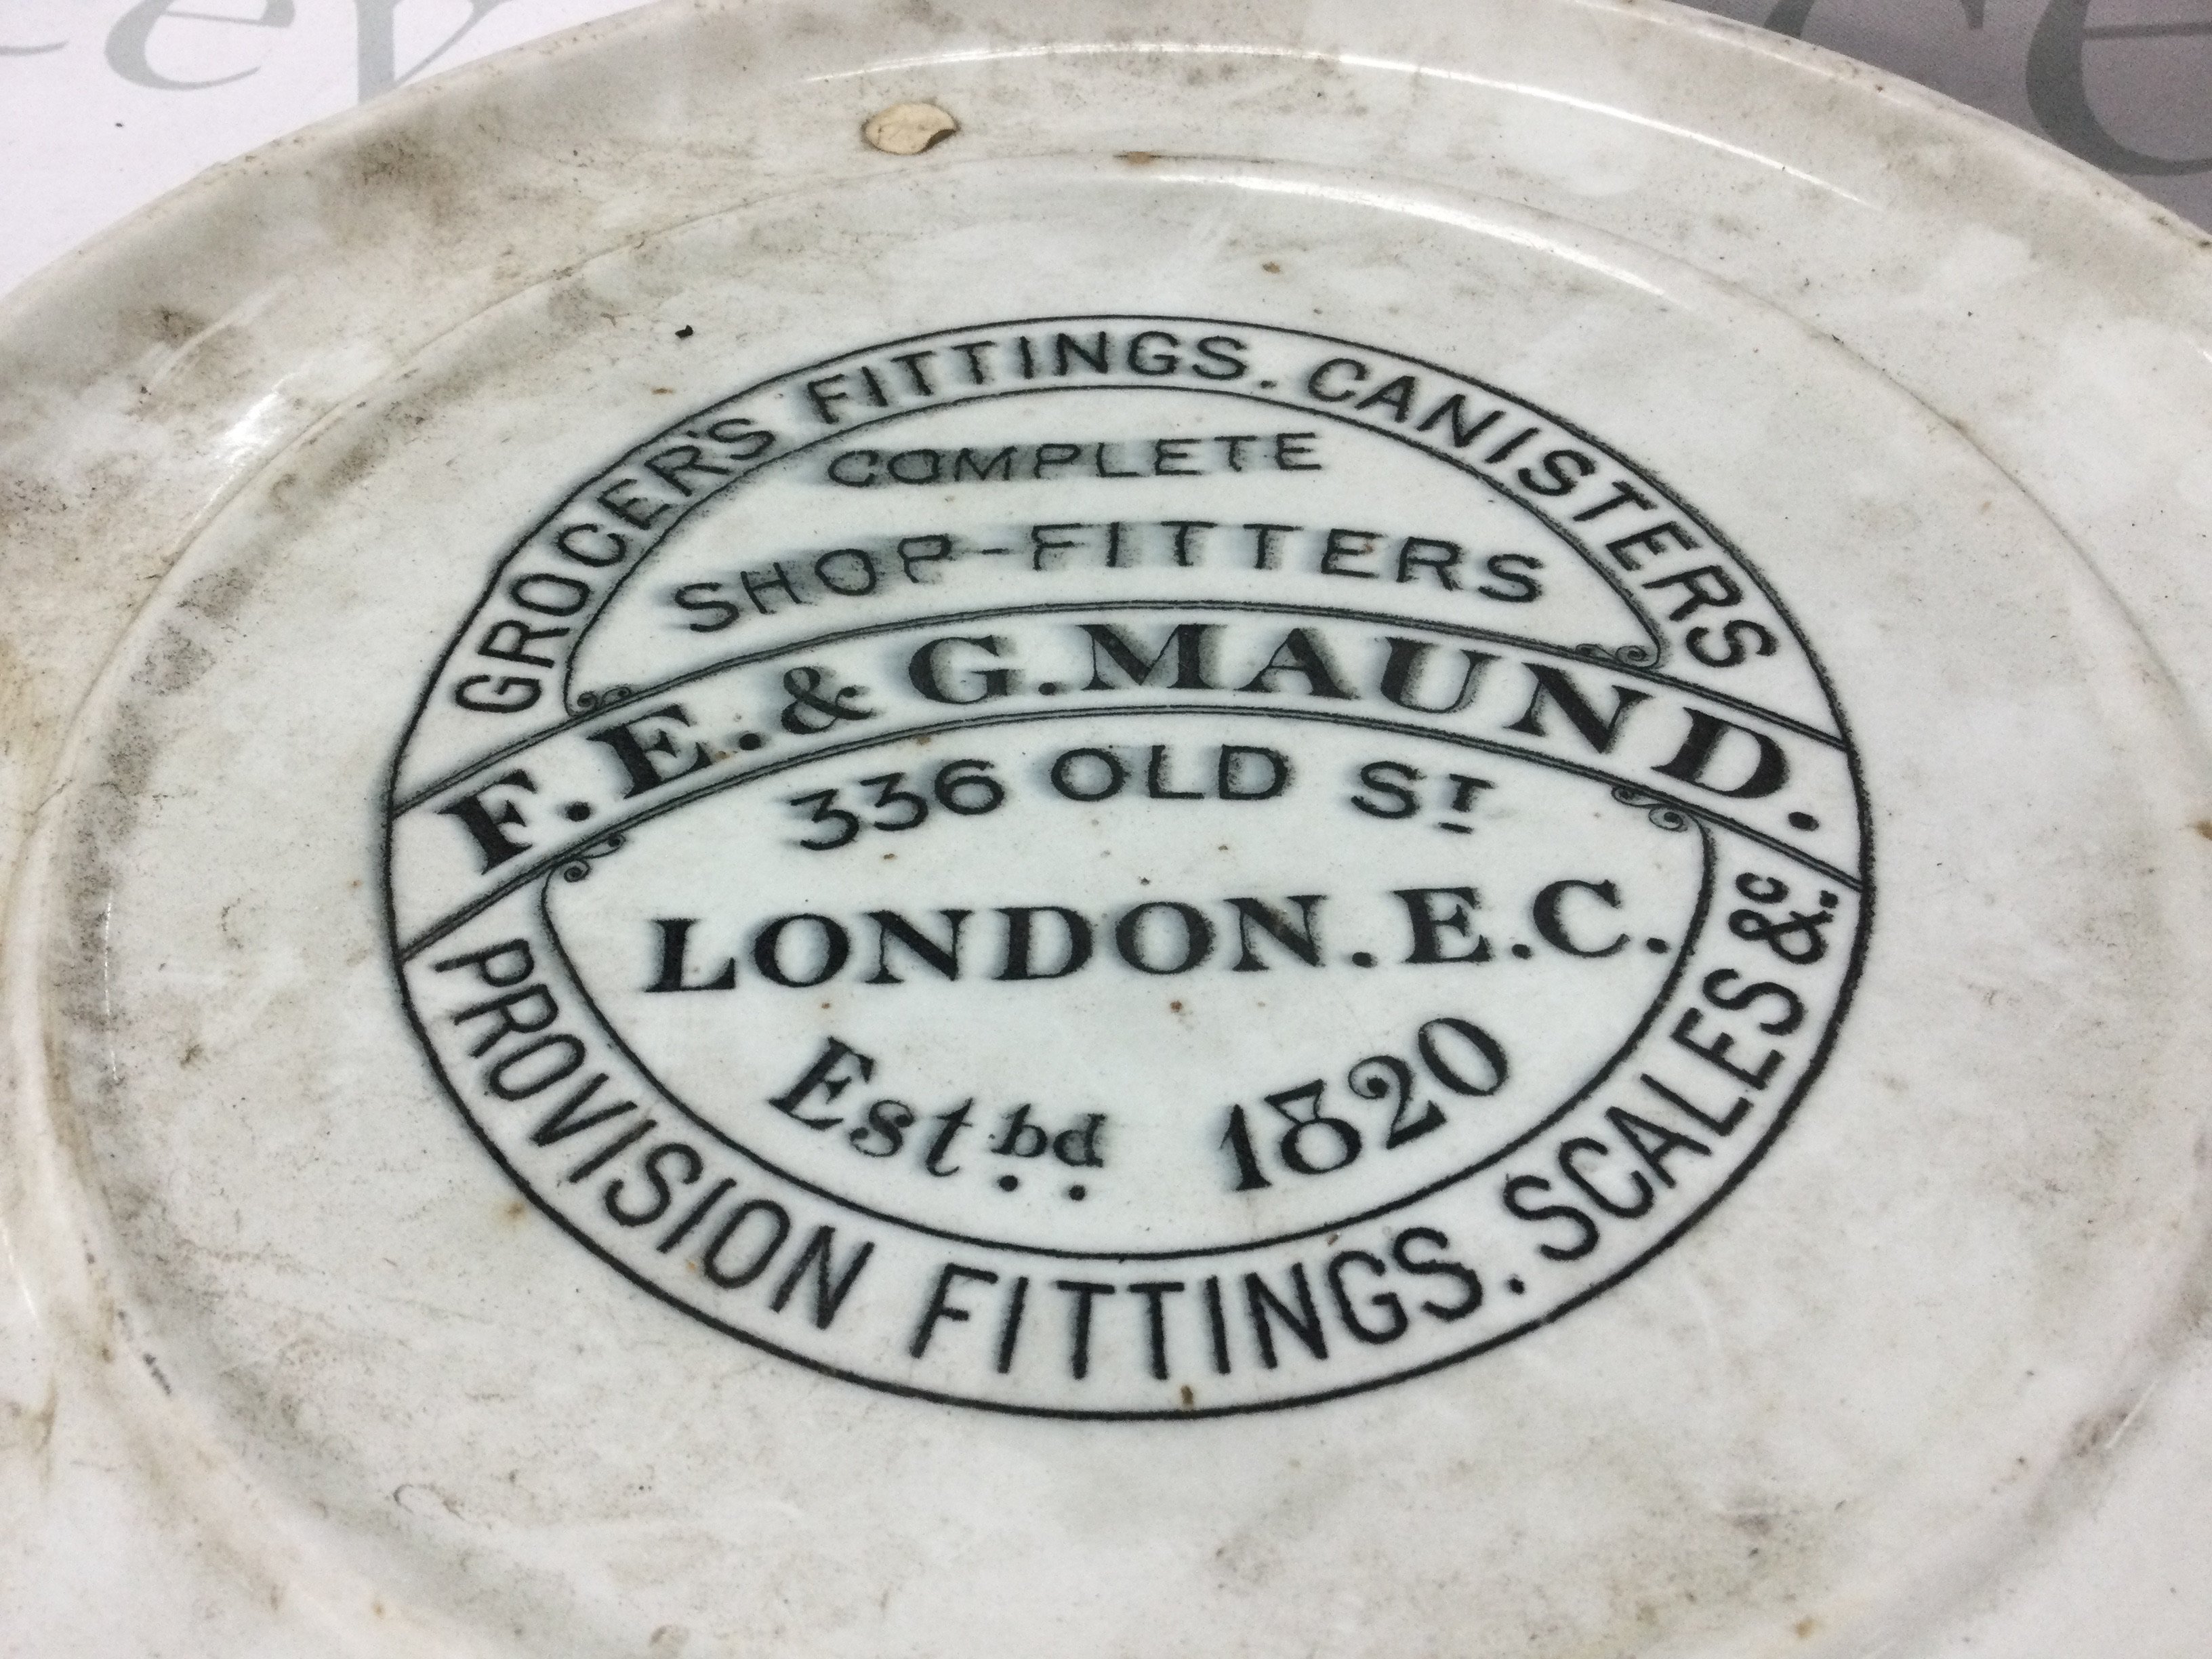 GROCER'S FITTINGS. CANISTERS
COMPLETE
SHOP-FITTERS
F. E. & G. MAUND.
336 OLD ST
LONDON. E.C.
Estbd 1820
PROVISION FITTINGS. SCALES &c.